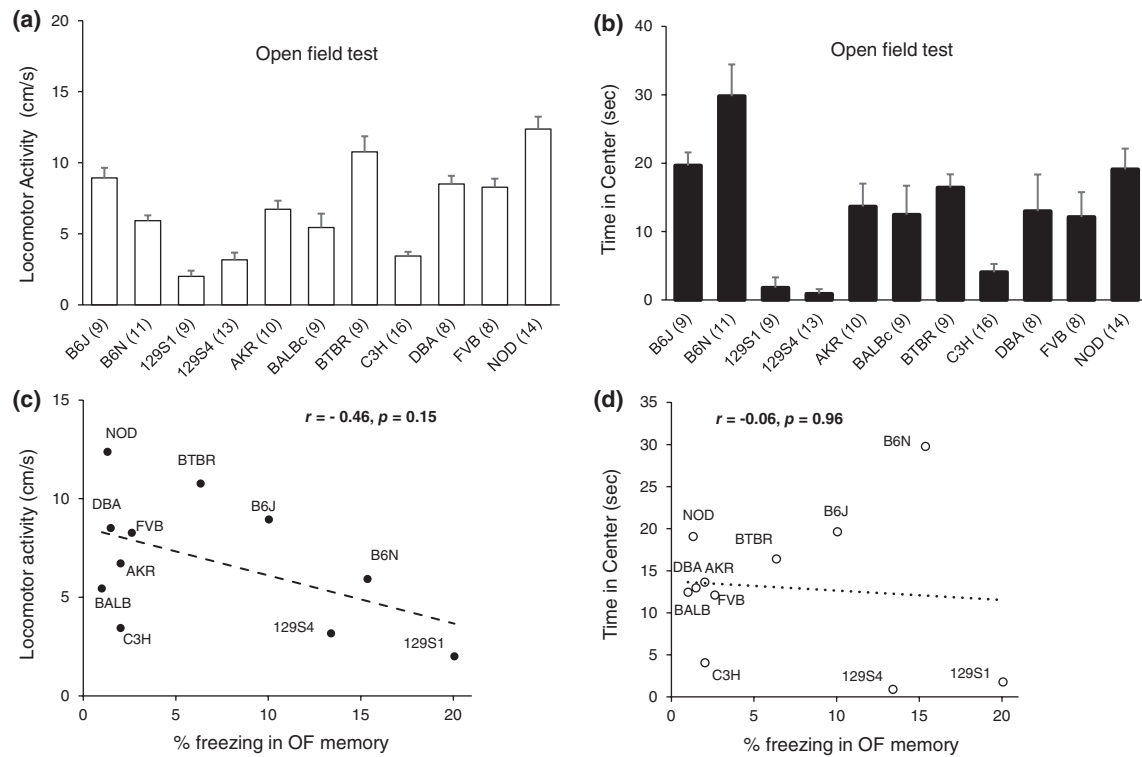 (a)
Open field test
Locomotor Activity (cm/s)
20
15
10
5
0
B6J (9)
B6N (11)
129S1 (9)
129S4 (13)
AKR (10)
BALBc (9)
BTBR (9)
C3H (16)
DBA (8)
FVB (8)
NOD (14)
(b)
Open field test
Time in Center (sec)
40
30
20
10
0
B6J (9)
B6N (11)
129S1 (9)
129S4 (13)
AKR (10)
BALBc (9)
BTBR (9)
C3H (16)
DBA (8)
FVB (8)
NOD (14)
(c)
r = - 0.46, p = 0.15
Locomotor activity (cm/s)
15
10
5
0
NOD
BTBR
DBA
FVB
B6J
AKR
B6N
BALB
C3H
129S4
129S1
0
5
10
15
20
% freezing in OF memory
(d)
r = -0.06, p = 0.96
Time in Center (sec)
35
30
25
20
15
10
5
0
B6N
B6J
NOD
BTBR
DBA
AKR
BALB
FVB
C3H
129S4
129S1
0
5
10
15
20
% freezing in OF memory